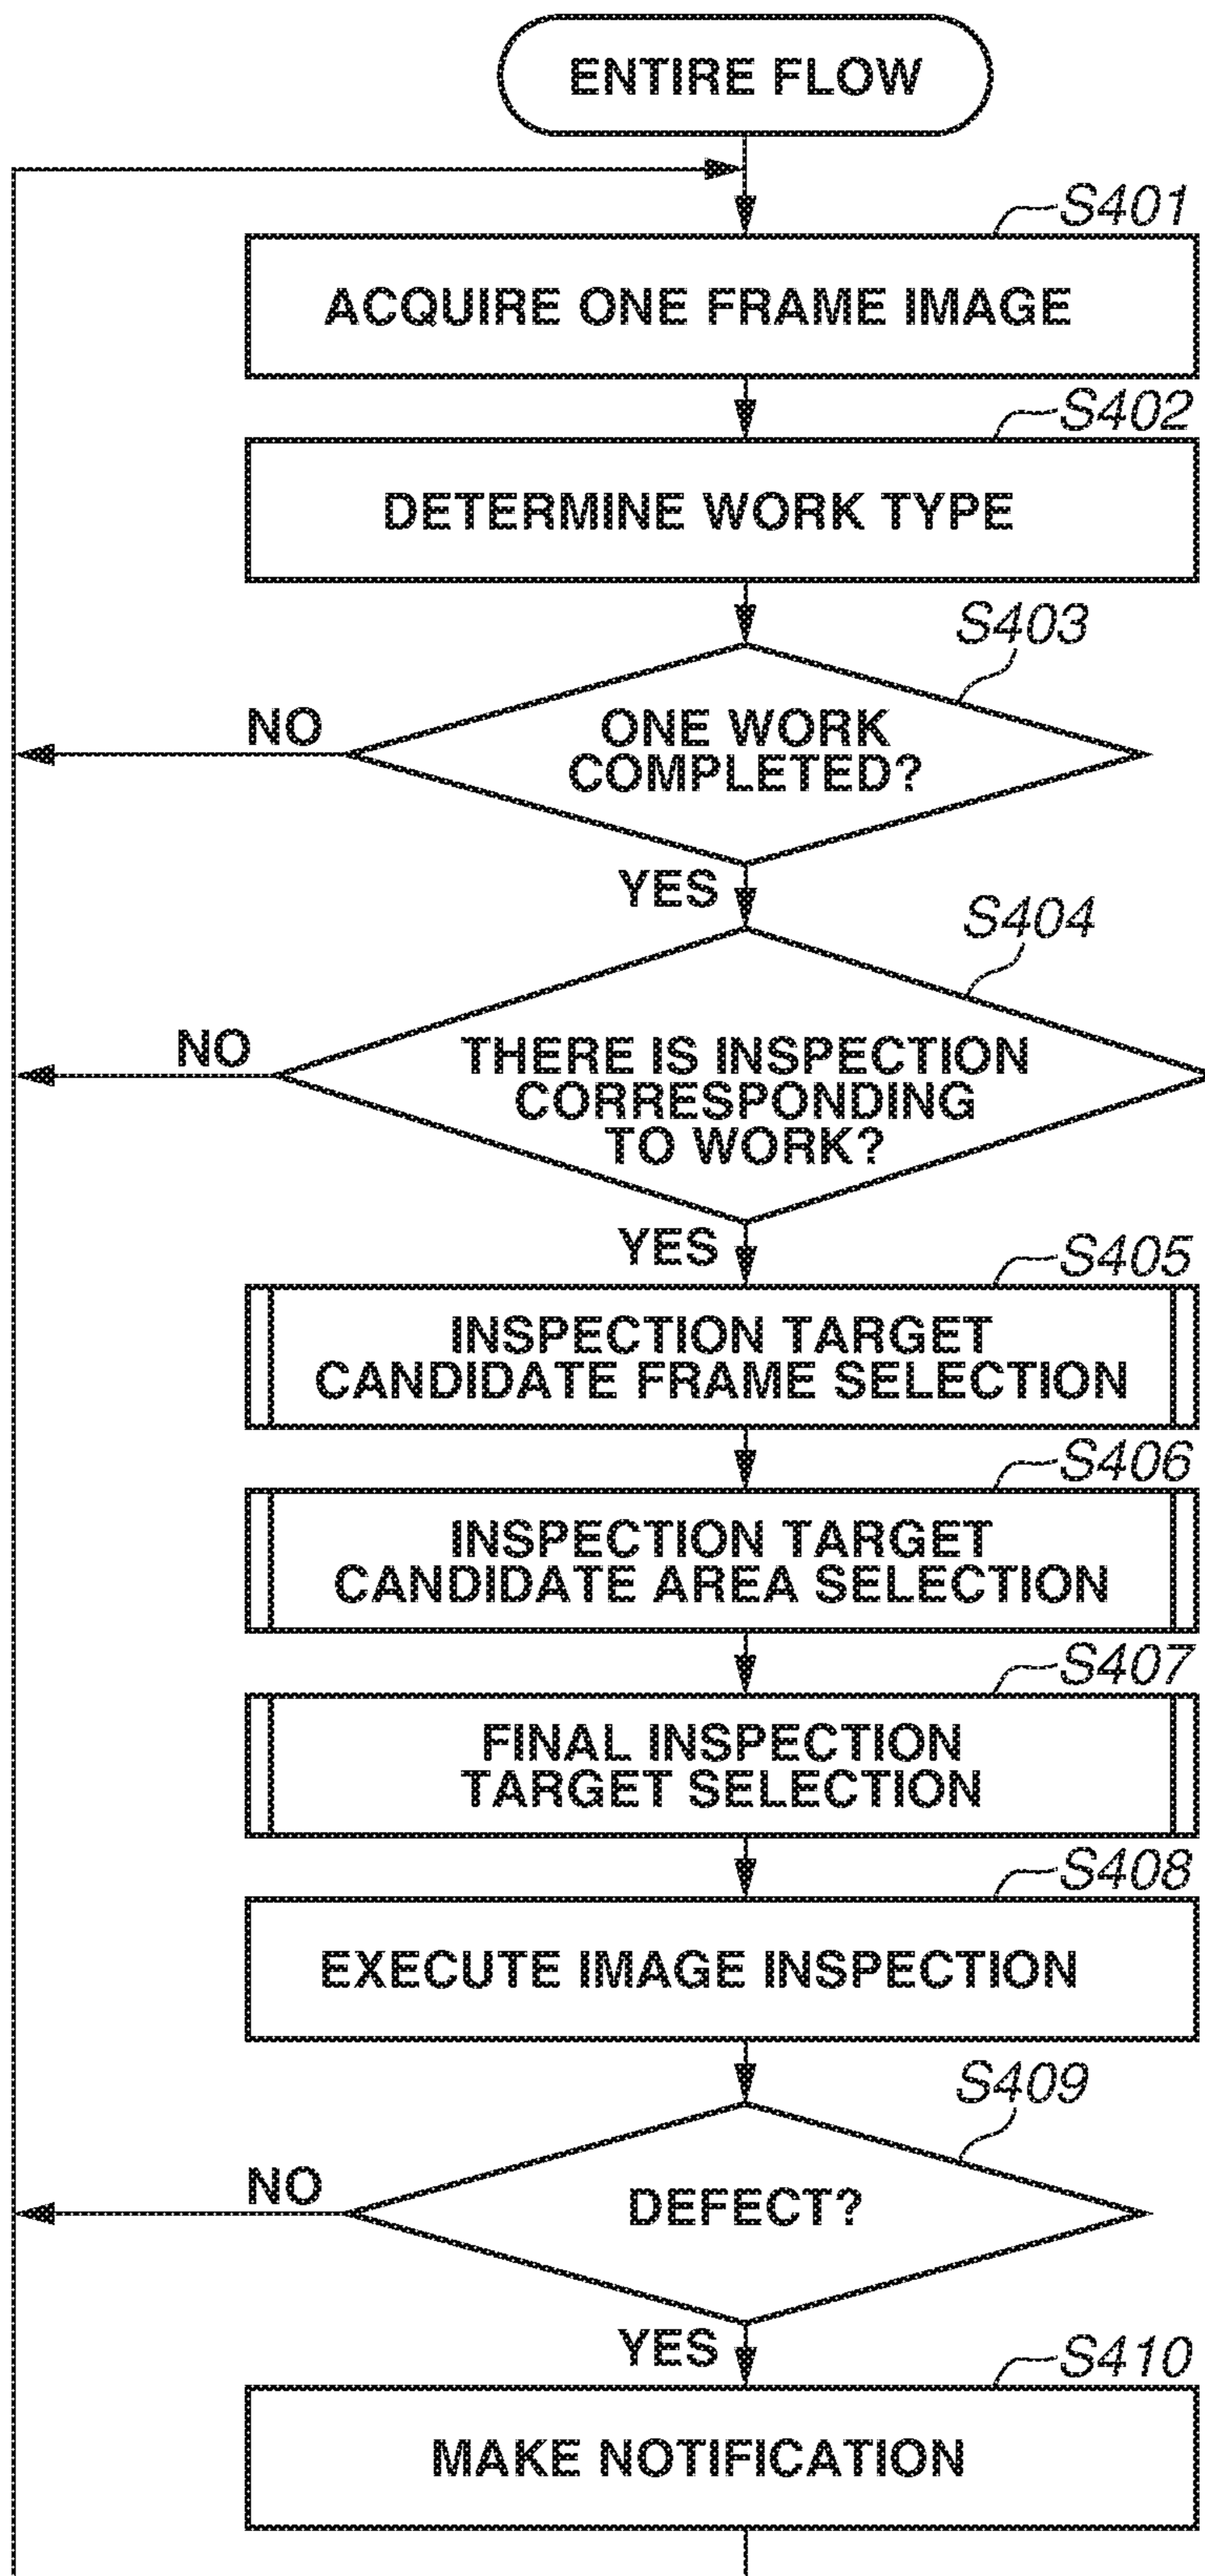 ENTIRE FLOW
S401
ACQUIRE ONE FRAME IMAGE
S402
DETERMINE WORK TYPE
S403
ONE WORK
COMPLETED?
NO
YES
S404
THERE IS INSPECTION
CORRESPONDING
TO WORK?
NO
YES
S405
INSPECTION TARGET
CANDIDATE FRAME SELECTION
S406
INSPECTION TARGET
CANDIDATE AREA SELECTION
S407
FINAL INSPECTION
TARGET SELECTION
S408
EXECUTE IMAGE INSPECTION
S409
DEFECT?
NO
YES
S410
MAKE NOTIFICATION